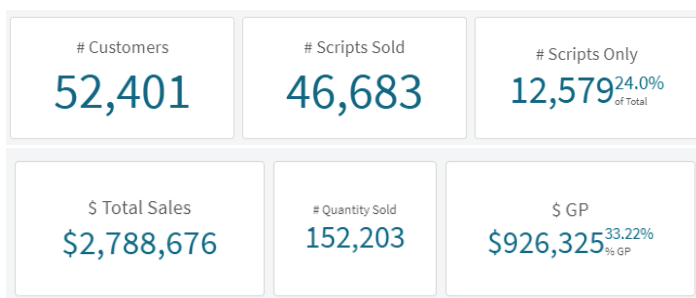 # Customers
52,401
# Scripts Sold
46,683
# Scripts Only
12,579 24.0%
of Total
$ Total Sales
$2,788,676
# Quantity Sold
152,203
$ GP
$926,325 33.22%
% GP